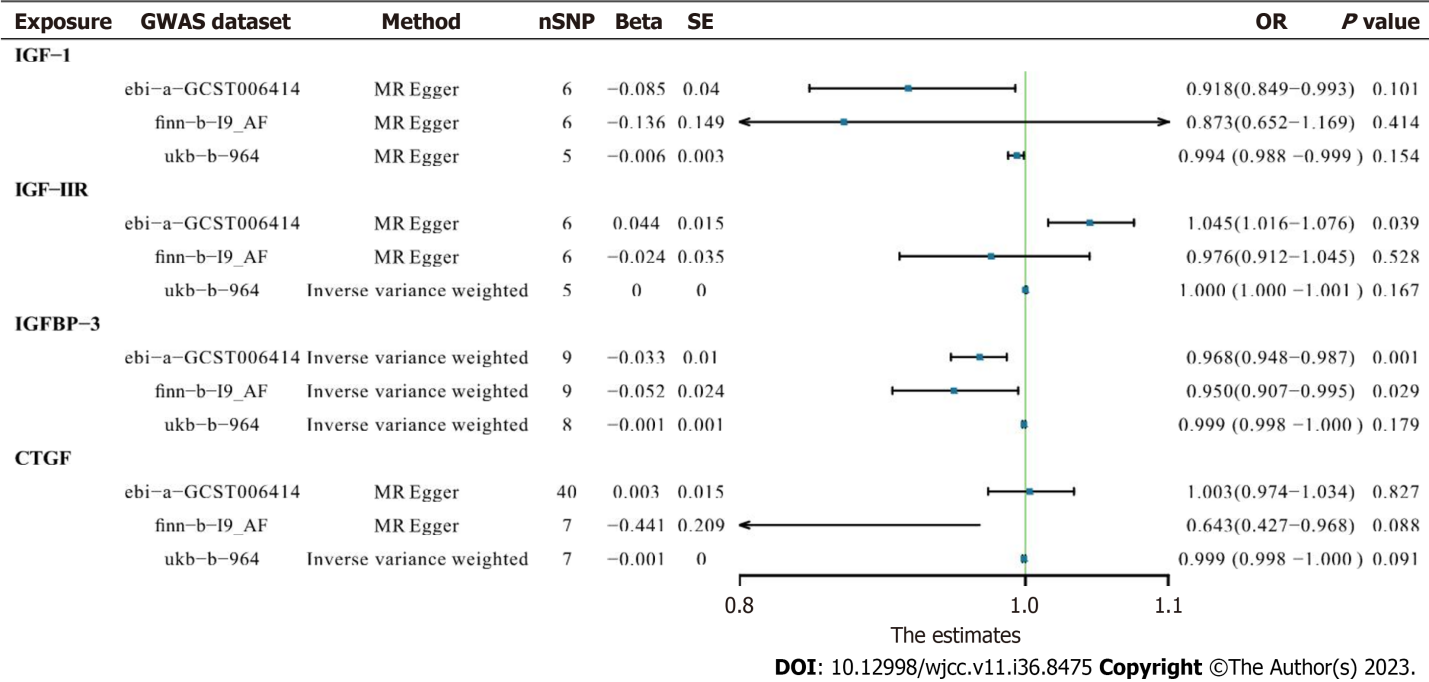 Exposure GWAS dataset Method nSNP Beta SE OR P value
IGF−1
ebi−a−GCST006414 MR Egger 6 −0.085 0.04 0.918(0.849−0.993) 0.101
finn−b−I9_AF MR Egger 6 −0.136 0.149 0.873(0.652−1.169) 0.414
ukb−b−964 MR Egger 5 −0.006 0.003 0.994 (0.988 −0.999 ) 0.154
IGF−IIR
ebi−a−GCST006414 MR Egger 6 0.044 0.015 1.045(1.016−1.076) 0.039
finn−b−I9_AF MR Egger 6 −0.024 0.035 0.976(0.912−1.045) 0.528
ukb−b−964 Inverse variance weighted 5 0 0 1.000 (1.000 −1.001 ) 0.167
IGFBP−3
ebi−a−GCST006414 Inverse variance weighted 9 −0.033 0.01 0.968(0.948−0.987) 0.001
finn−b−I9_AF Inverse variance weighted 9 −0.052 0.024 0.950(0.907−0.995) 0.029
ukb−b−964 Inverse variance weighted 8 −0.001 0.001 0.999 (0.998 −1.000 ) 0.179
CTGF
ebi−a−GCST006414 MR Egger 40 0.003 0.015 1.003(0.974−1.034) 0.827
finn−b−I9_AF MR Egger 7 −0.441 0.209 0.643(0.427−0.968) 0.088
ukb−b−964 Inverse variance weighted 7 −0.001 0 0.999 (0.998 −1.000 ) 0.091
0.8 1.0 1.1
The estimates
DOI: 10.12998/wjcc.v11.i36.8475 Copyright ©The Author(s) 2023.